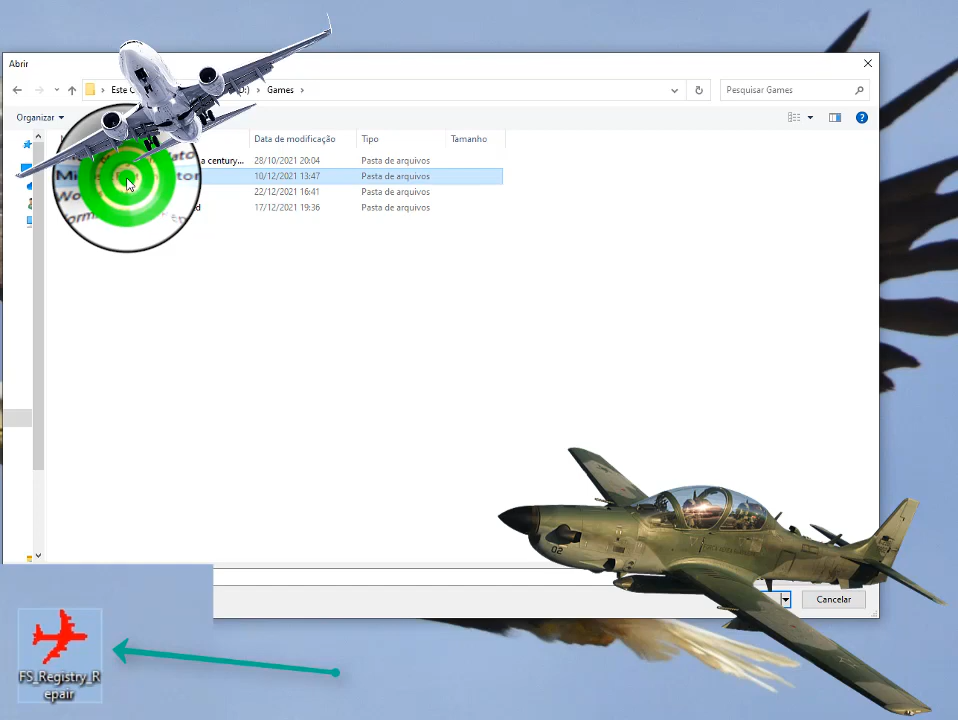 Abrir
Este
:) > Games >
Pesquisar Games
Organizar
?
Data de modificação Tipo Tamanho
a century... 28/10/2021 20:04 Pasta de arquivos
10/12/2021 13:47 Pasta de arquivos
22/12/2021 16:41 Pasta de arquivos
17/12/2021 19:36 Pasta de arquivos
02
Cancelar
FS_Registry_R
epair